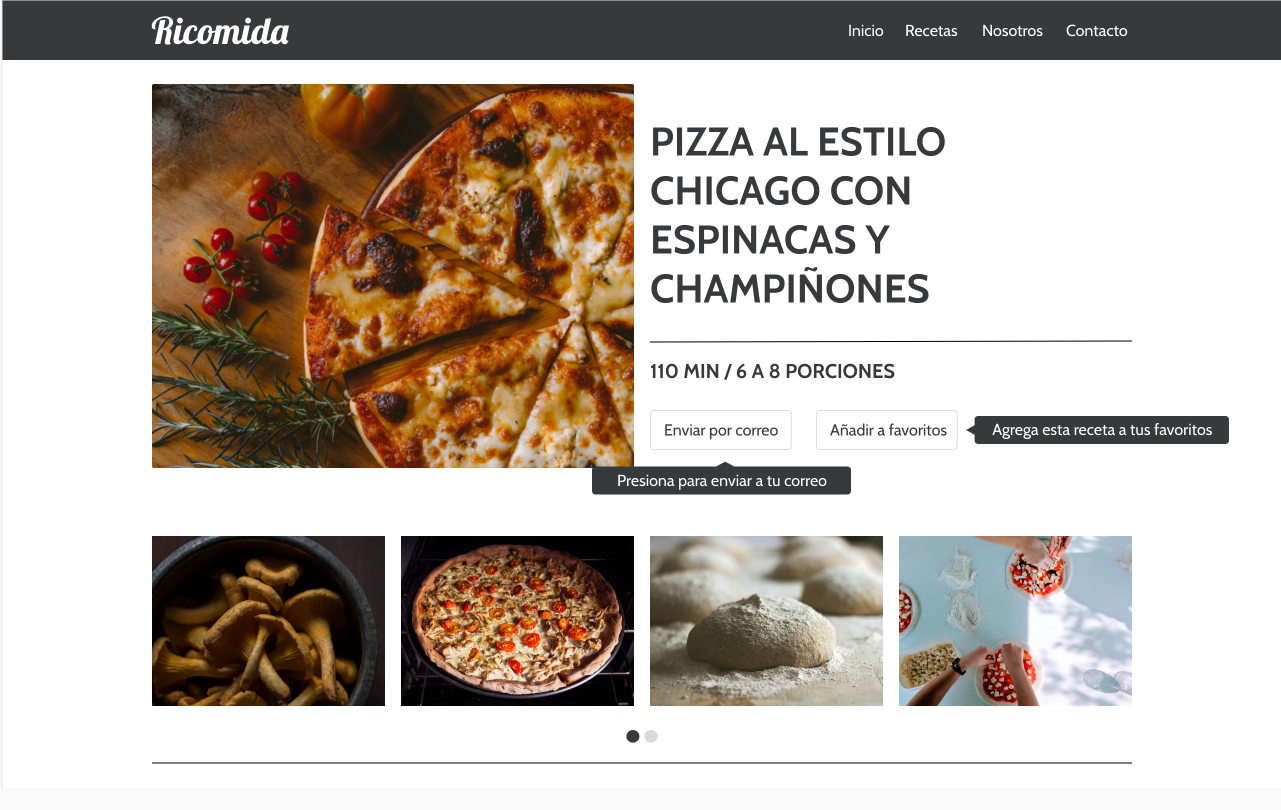 Ricomida
Inicio
Recetas
Nosotros
Contacto
PIZZA AL ESTILO
CHICAGO CON
ESPINACAS Y
CHAMPIÑONES
110 MIN / 6 A 8 PORCIONES
Enviar por correo
Añadir a favoritos
Agrega esta receta a tus favoritos
Presiona para enviar a tu correo